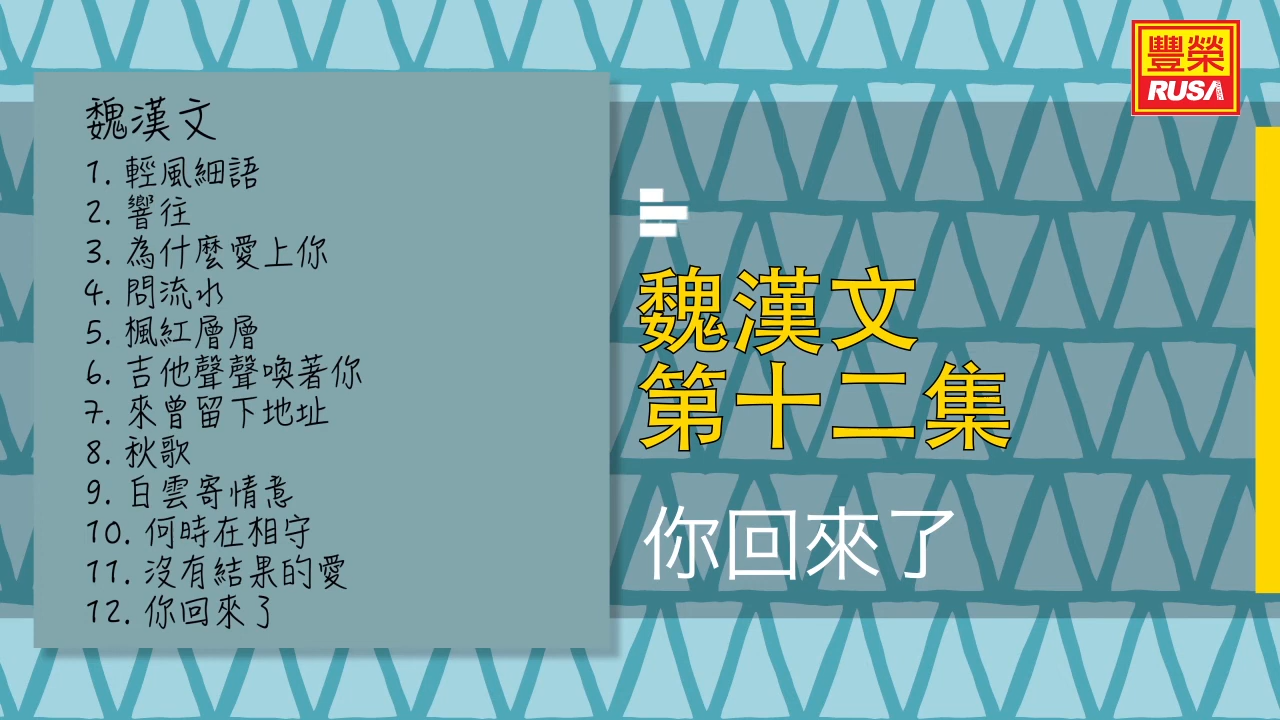 魏漢文
1. 輕風細語
2. 響往
3. 為什麼愛上你
4. 問流水
5. 楓紅層層
6. 吉他聲聲喚著你
7. 來曾留下地址
8. 秋歌
9. 白雲寄情意
10. 何時在相守
11. 沒有結果的愛
12. 你回來了
豐榮
RUSA
魏漢文
第十二集
你回來了